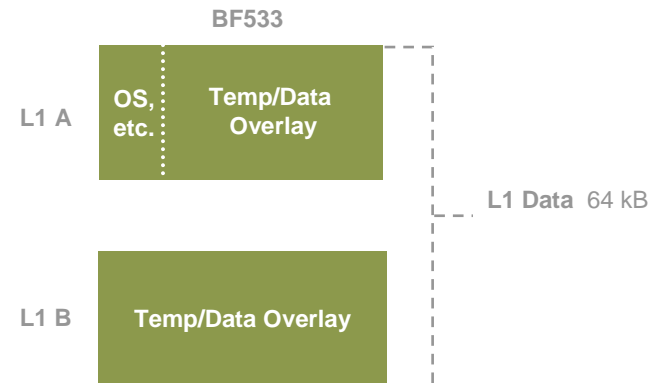 BF533
L1 A
OS,
etc.
Temp/Data
Overlay
L1 Data 64 kB
L1 B
Temp/Data Overlay